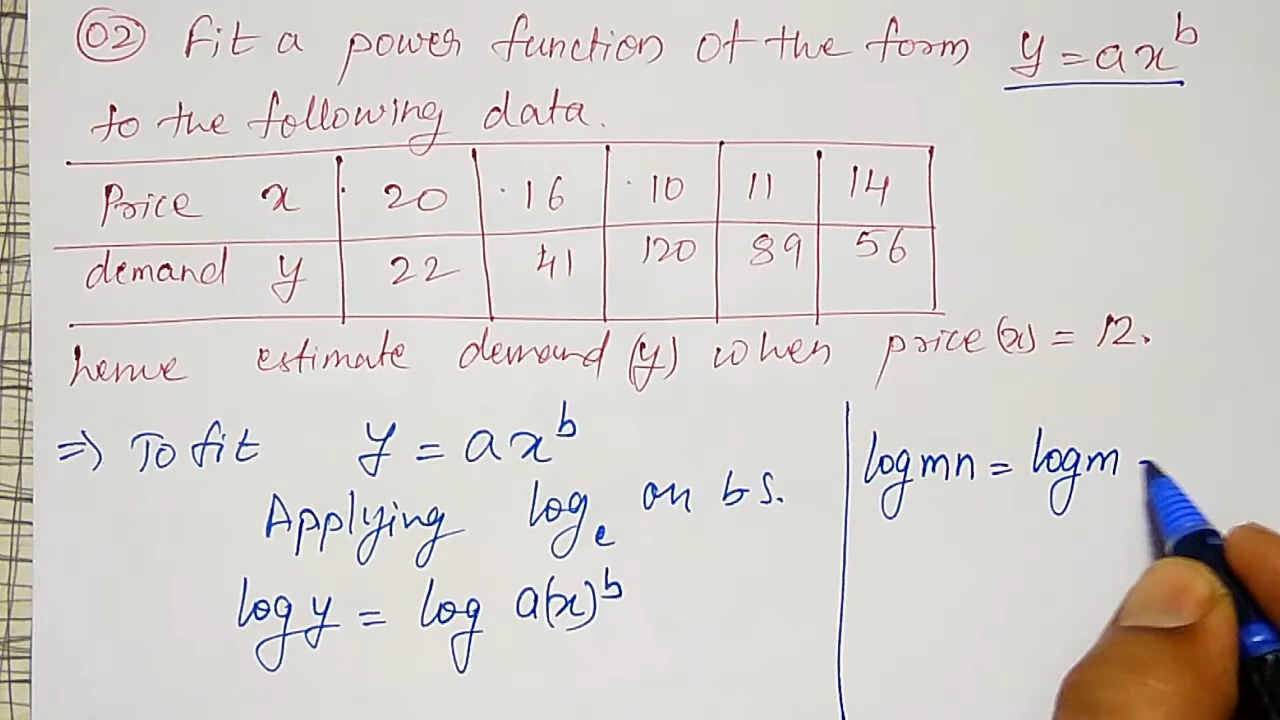 02 Fit a power function of the form y = ax^b
to the following data.
Price x 20 16 10 11 14
demand y 22 41 120 89 56
hence estimate demand (y) when price (x) = 12.
⇒ To fit y = ax^b
Applying log_e on bs.
log y = log a(x)^b
log mn = log m